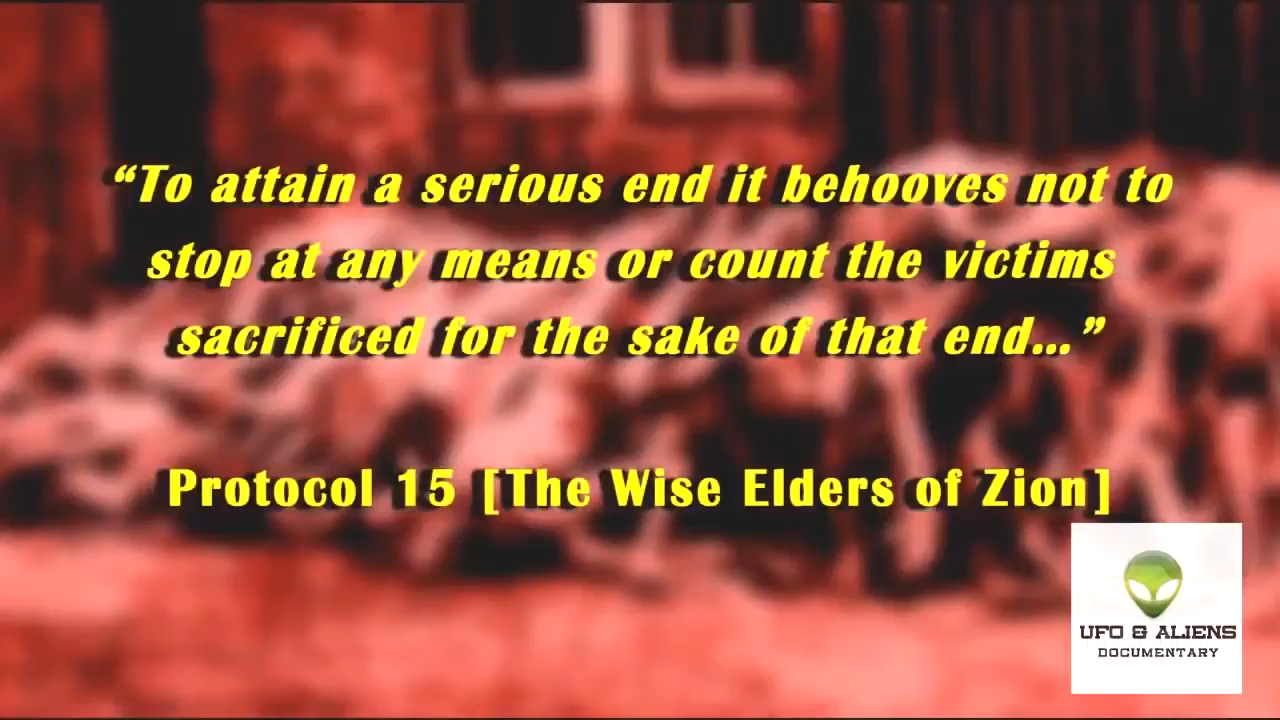 “To attain a serious end it behooves not to
stop at any means or count the victims
sacrificed for the sake of that end...”
Protocol 15 [The Wise Elders of Zion]
UFO & ALIENS
DOCUMENTARY